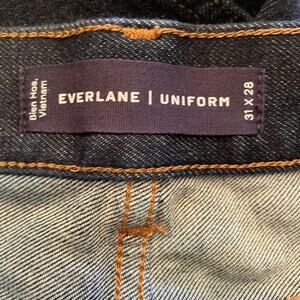 Bien Hoa,
Vietnam
EVERLANE | UNIFORM
31 X 28